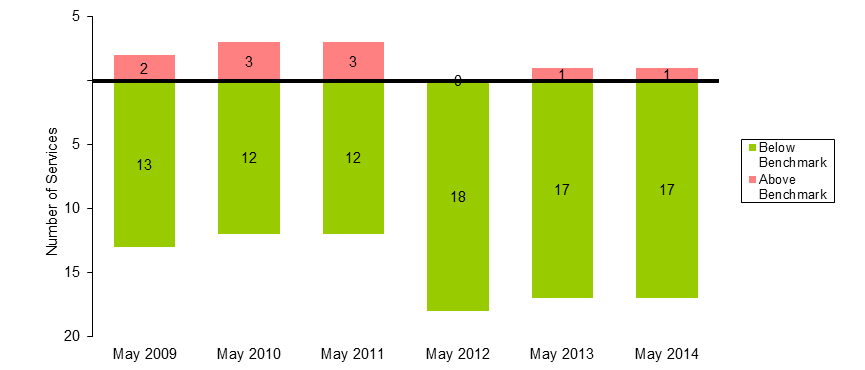 5
5
10
15
20
Number of Services
2
3
3
0
1
1
13
12
12
18
17
17
May 2009
May 2010
May 2011
May 2012
May 2013
May 2014
Below
Benchmark
Above
Benchmark